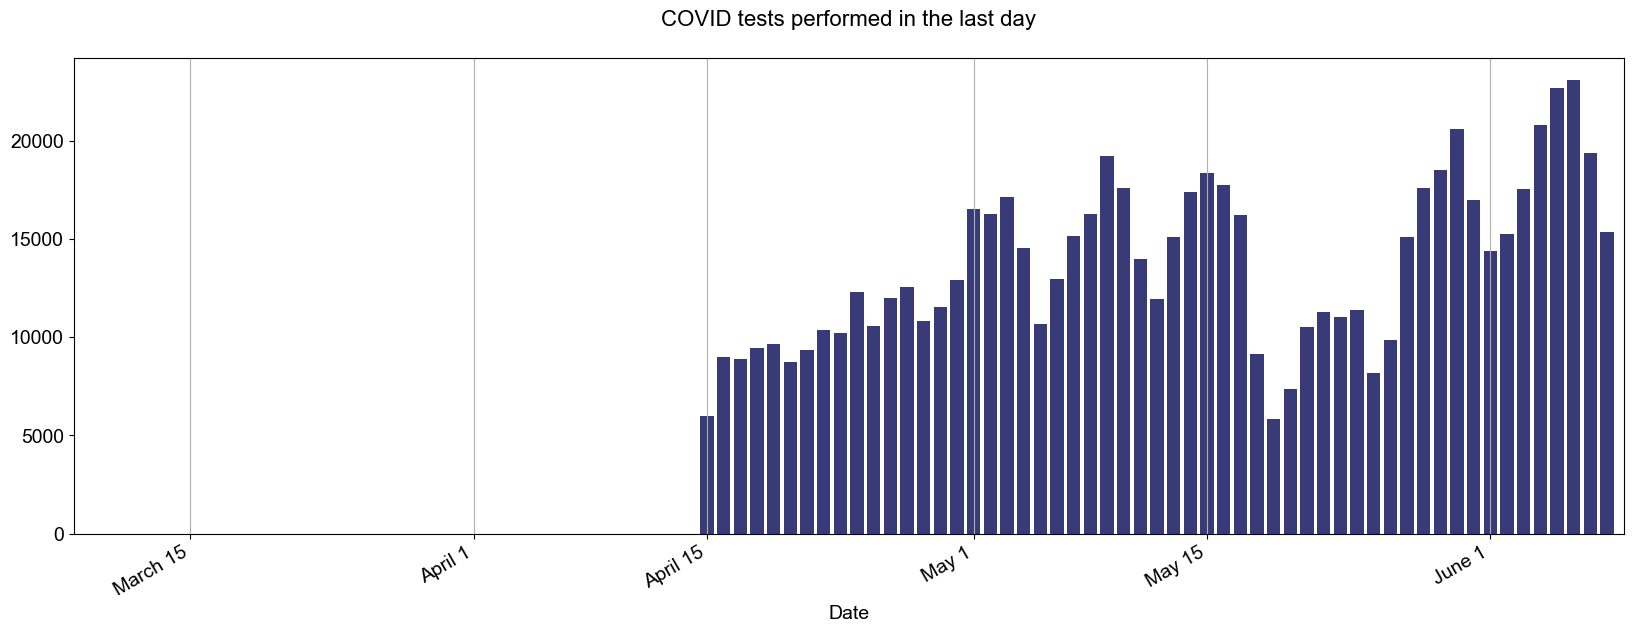 COVID tests performed in the last day
20000
15000
10000
5000
0
March 15
April 1
April 15
May 1
May 15
June 1
Date